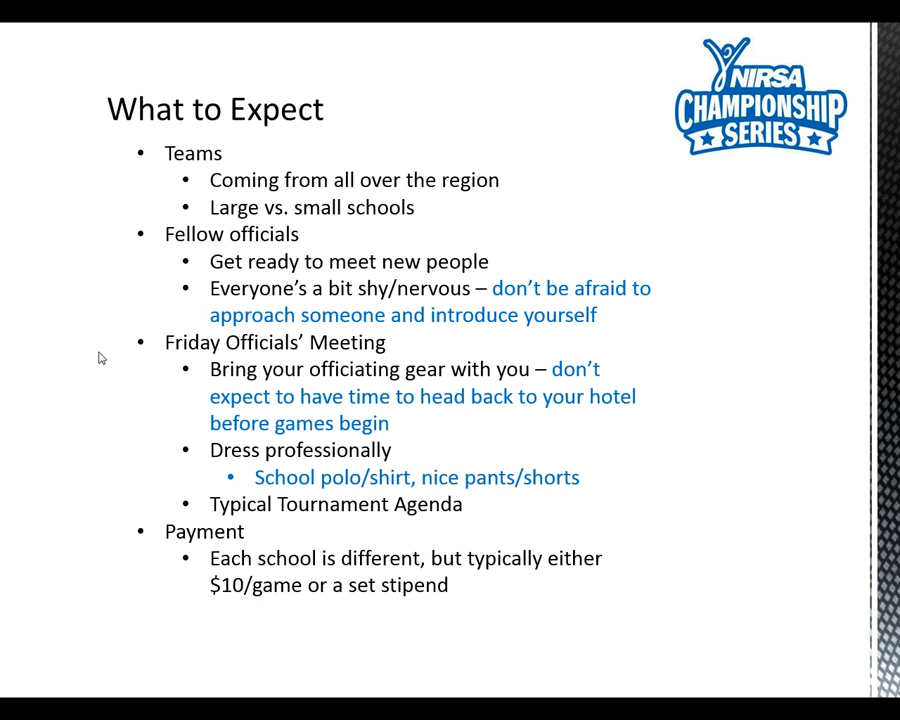 NIRSA
CHAMPIONSHIP
SERIES
What to Expect
• Teams
• Coming from all over the region
• Large vs. small schools
• Fellow officials
• Get ready to meet new people
• Everyone’s a bit shy/nervous – don’t be afraid to
approach someone and introduce yourself
• Friday Officials’ Meeting
• Bring your officiating gear with you – don’t
expect to have time to head back to your hotel
before games begin
• Dress professionally
• School polo/shirt, nice pants/shorts
• Typical Tournament Agenda
• Payment
• Each school is different, but typically either
$10/game or a set stipend